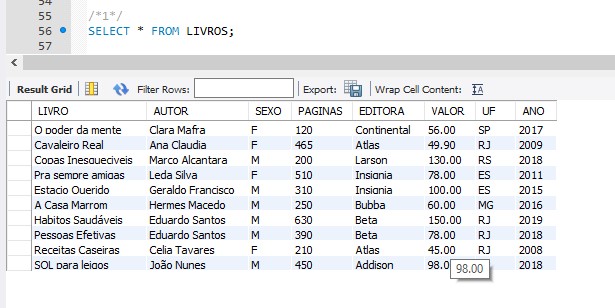 54
55 /*1*/
56 SELECT * FROM LIVROS;
57
Result Grid Filter Rows: Export: Wrap Cell Content: IA
LIVRO AUTOR SEXO PAGINAS EDITORA VALOR UF ANO
O poder da mente Clara Mafra F 120 Continental 56.00 SP 2017
Cavaleiro Real Ana Claudia F 465 Atlas 49.90 RJ 2009
Copas Inesqueciveis Marco Alcantara M 200 Larson 130.00 RS 2018
Pra sempre amigas Leda Silva F 510 Insignia 78.00 ES 2011
Estacio Querido Geraldo Francisco M 310 Insignia 100.00 ES 2015
A Casa Marrom Hermes Macedo M 250 Bubba 60.00 MG 2016
Habitos Saudáveis Eduardo Santos M 630 Beta 150.00 RJ 2019
Pessoas Efetivas Eduardo Santos M 390 Beta 78.00 RJ 2018
Receitas Caseiras Celia Tavares F 210 Atlas 45.00 RJ 2008
SQL para leigos João Nunes M 450 Addison 98.0 2018
98.00